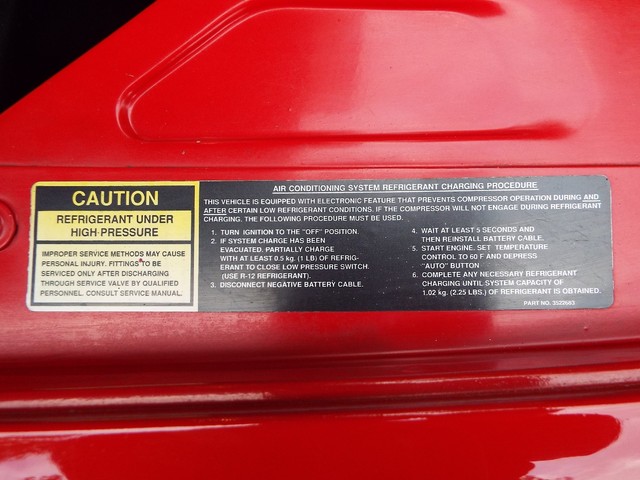 CAUTION
REFRIGERANT UNDER
HIGH-PRESSURE
IMPROPER SERVICE METHODS MAY CAUSE
PERSONAL INJURY. FITTINGS TO BE
SERVICED ONLY AFTER DISCHARGING
THROUGH SERVICE VALVE BY QUALIFIED
PERSONNEL. CONSULT SERVICE MANUAL.
AIR CONDITIONING SYSTEM REFRIGERANT CHARGING PROCEDURE
THIS VEHICLE IS EQUIPPED WITH ELECTRONIC FEATURE THAT PREVENTS COMPRESSOR OPERATION DURING AND
AFTER CERTAIN LOW REFRIGERANT CONDITIONS. IF THE COMPRESSOR WILL NOT ENGAGE DURING REFRIGERANT
CHARGING, THE FOLLOWING PROCEDURE MUST BE USED.
1. TURN IGNITION TO THE "OFF" POSITION.
2. IF SYSTEM CHARGE HAS BEEN
EVACUATED, PARTIALLY CHARGE
WITH AT LEAST 0.5 kg. (1 LB) OF REFRIG-
ERANT TO CLOSE LOW PRESSURE SWITCH.
(USE R-12 REFRIGERANT).
3. DISCONNECT NEGATIVE BATTERY CABLE.
4. WAIT AT LEAST 5 SECONDS AND
THEN REINSTALL BATTERY CABLE.
5. START ENGINE. SET TEMPERATURE
CONTROL TO 60 F AND DEPRESS
"AUTO" BUTTON
6. COMPLETE ANY NECESSARY REFRIGERANT
CHARGING UNTIL SYSTEM CAPACITY OF
1.02 kg. (2.25 LBS.) OF REFRIGERANT IS OBTAINED.
PART NO.